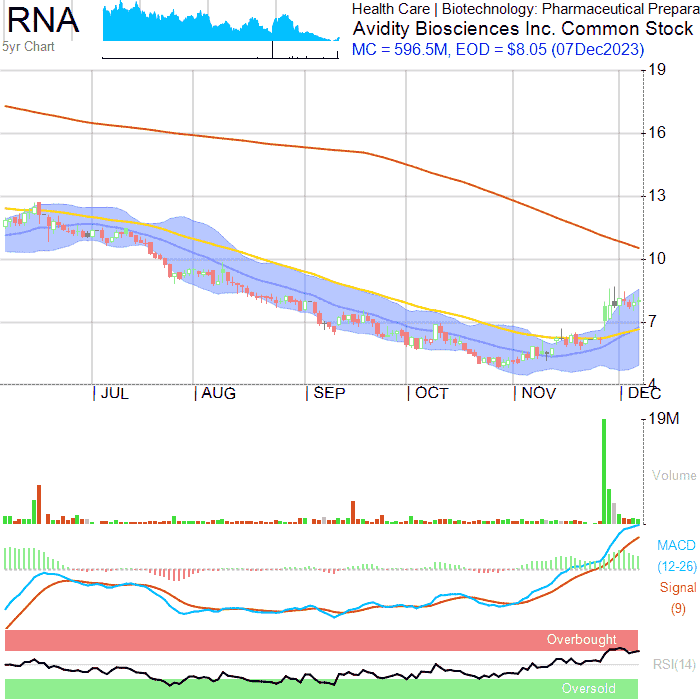 RNA
5yr Chart
Health Care | Biotechnology: Pharmaceutical Prepara
Avidity Biosciences Inc. Common Stock
MC = 596.5M, EOD = $8.05 (07Dec2023)
19
16
13
10
7
4
JUL AUG SEP OCT NOV DEC
19M
Volume
MACD
(12-26)
Signal
(9)
Overbought
RSI(14)
Oversold